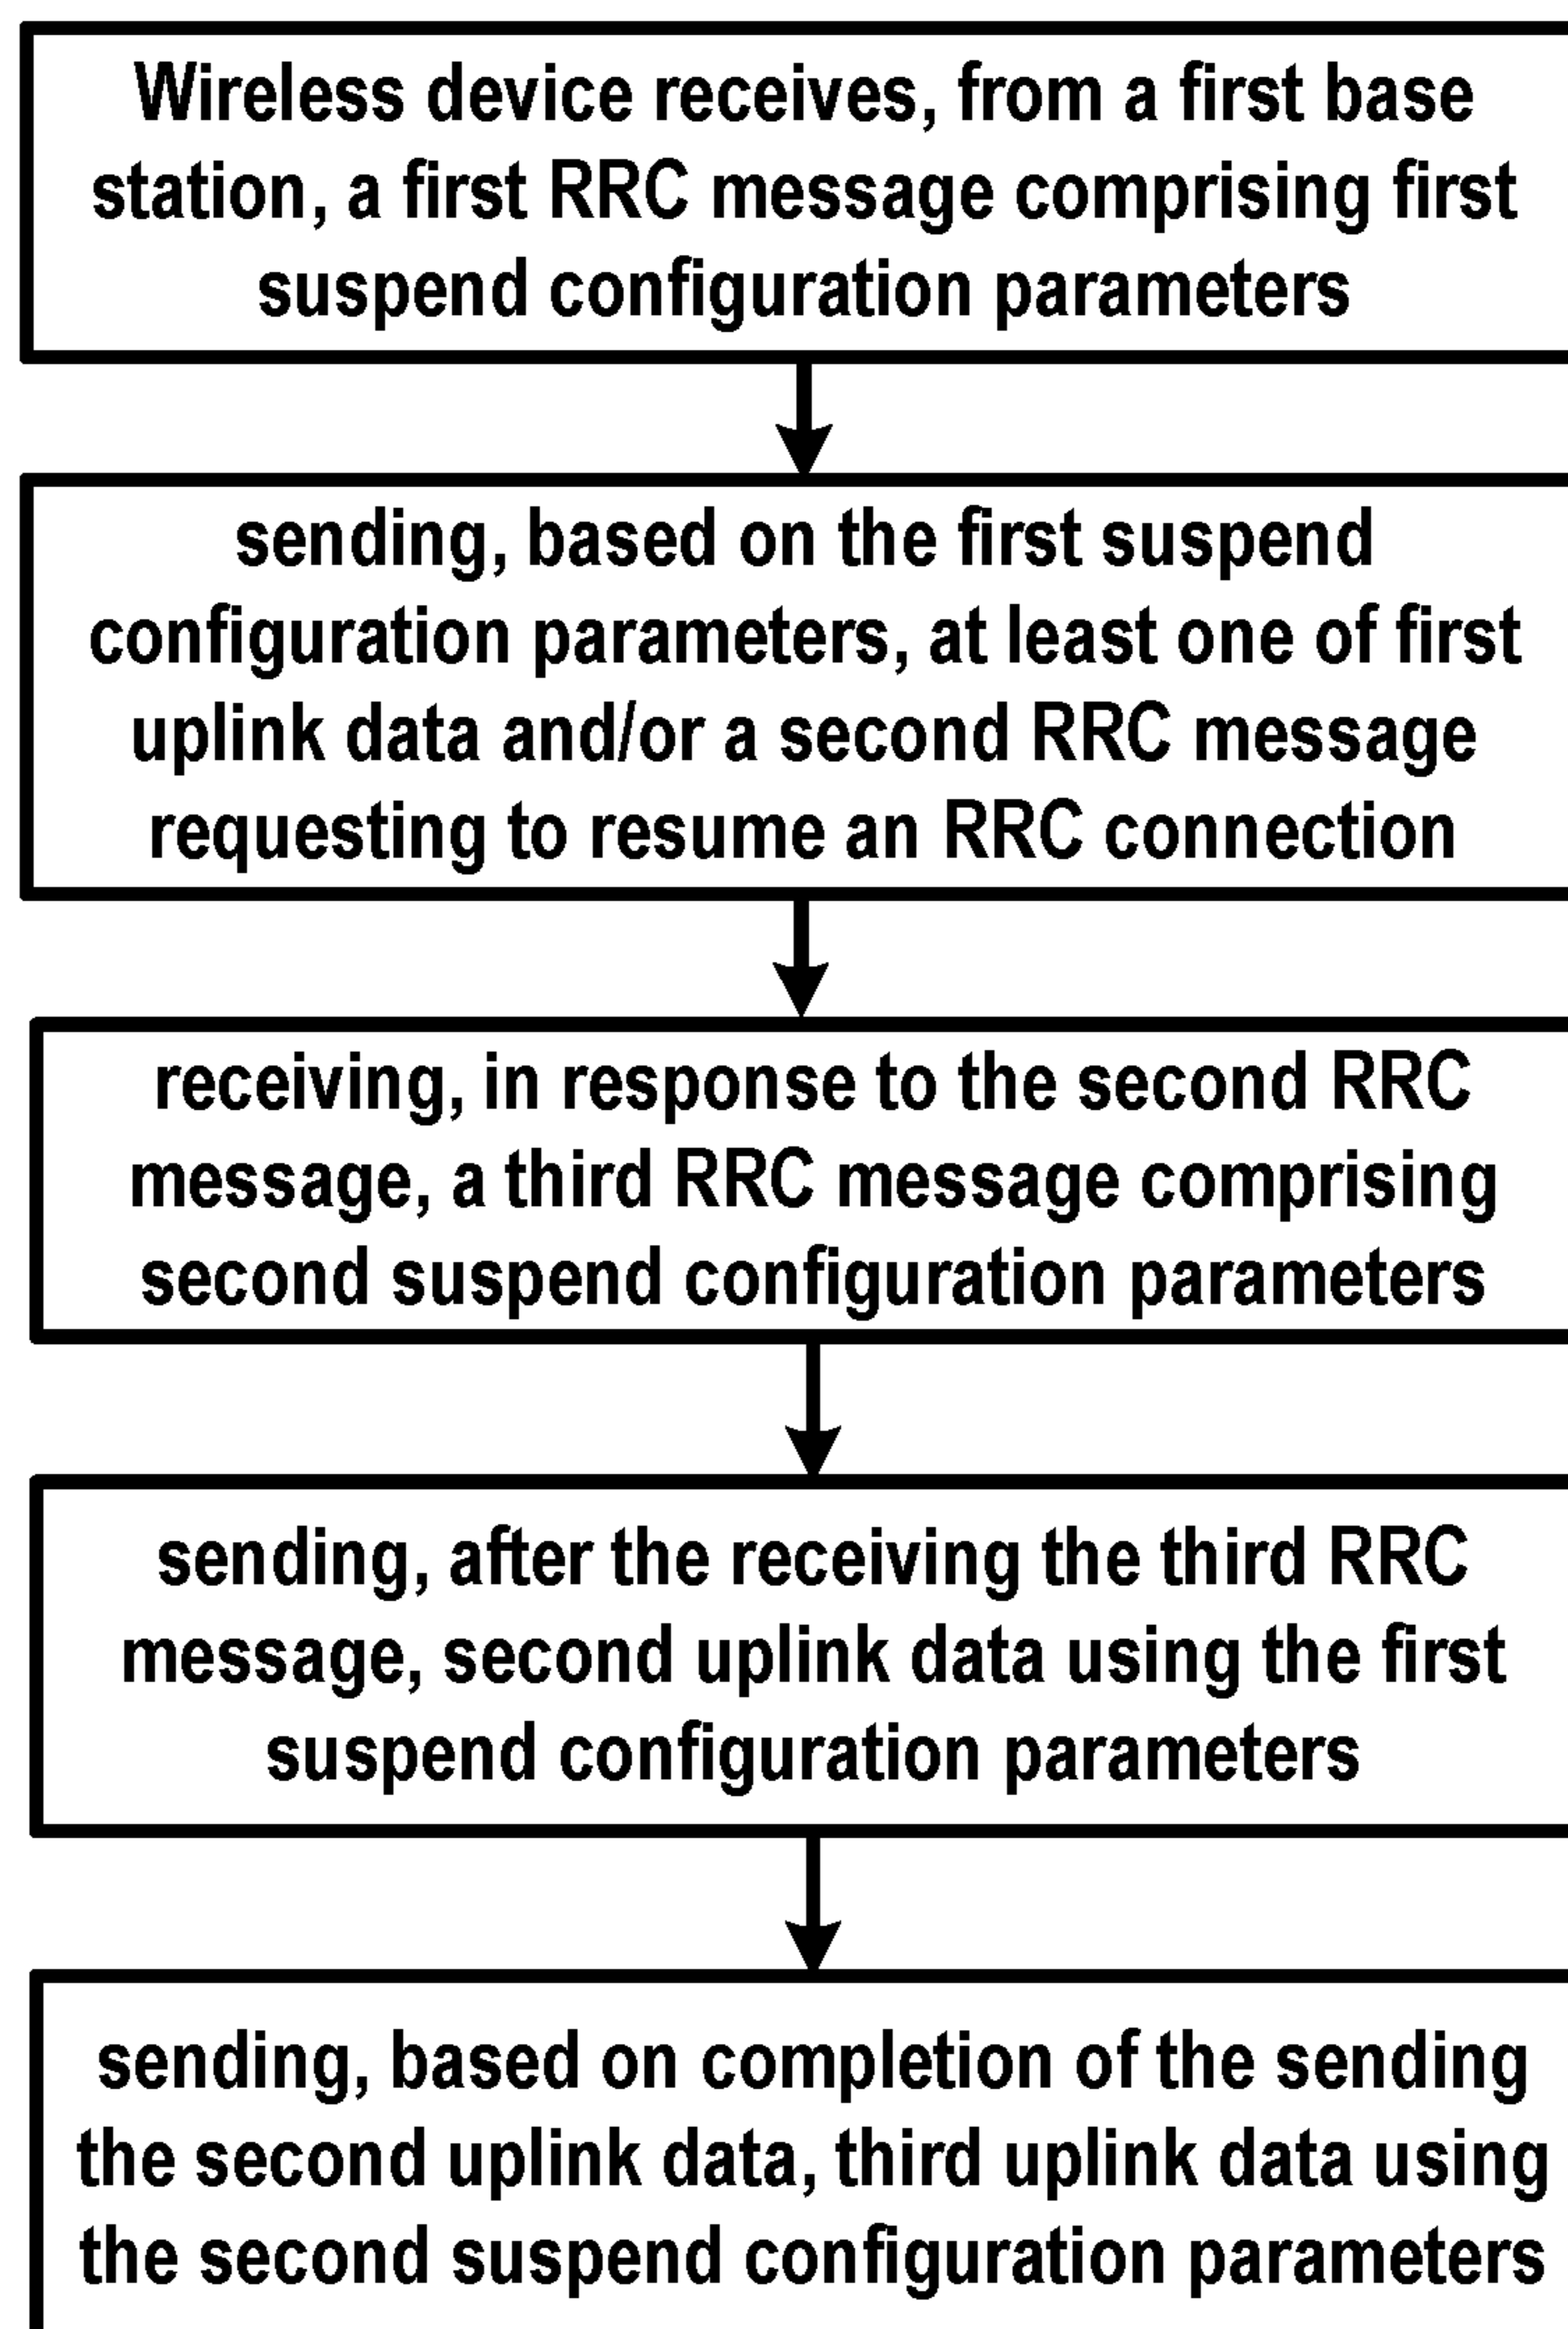 Wireless device receives, from a first base
station, a first RRC message comprising first
suspend configuration parameters
sending, based on the first suspend
configuration parameters, at least one of first
uplink data and/or a second RRC message
requesting to resume an RRC connection
receiving, in response to the second RRC
message, a third RRC message comprising
second suspend configuration parameters
sending, after the receiving the third RRC
message, second uplink data using the first
suspend configuration parameters
sending, based on completion of the sending
the second uplink data, third uplink data using
the second suspend configuration parameters